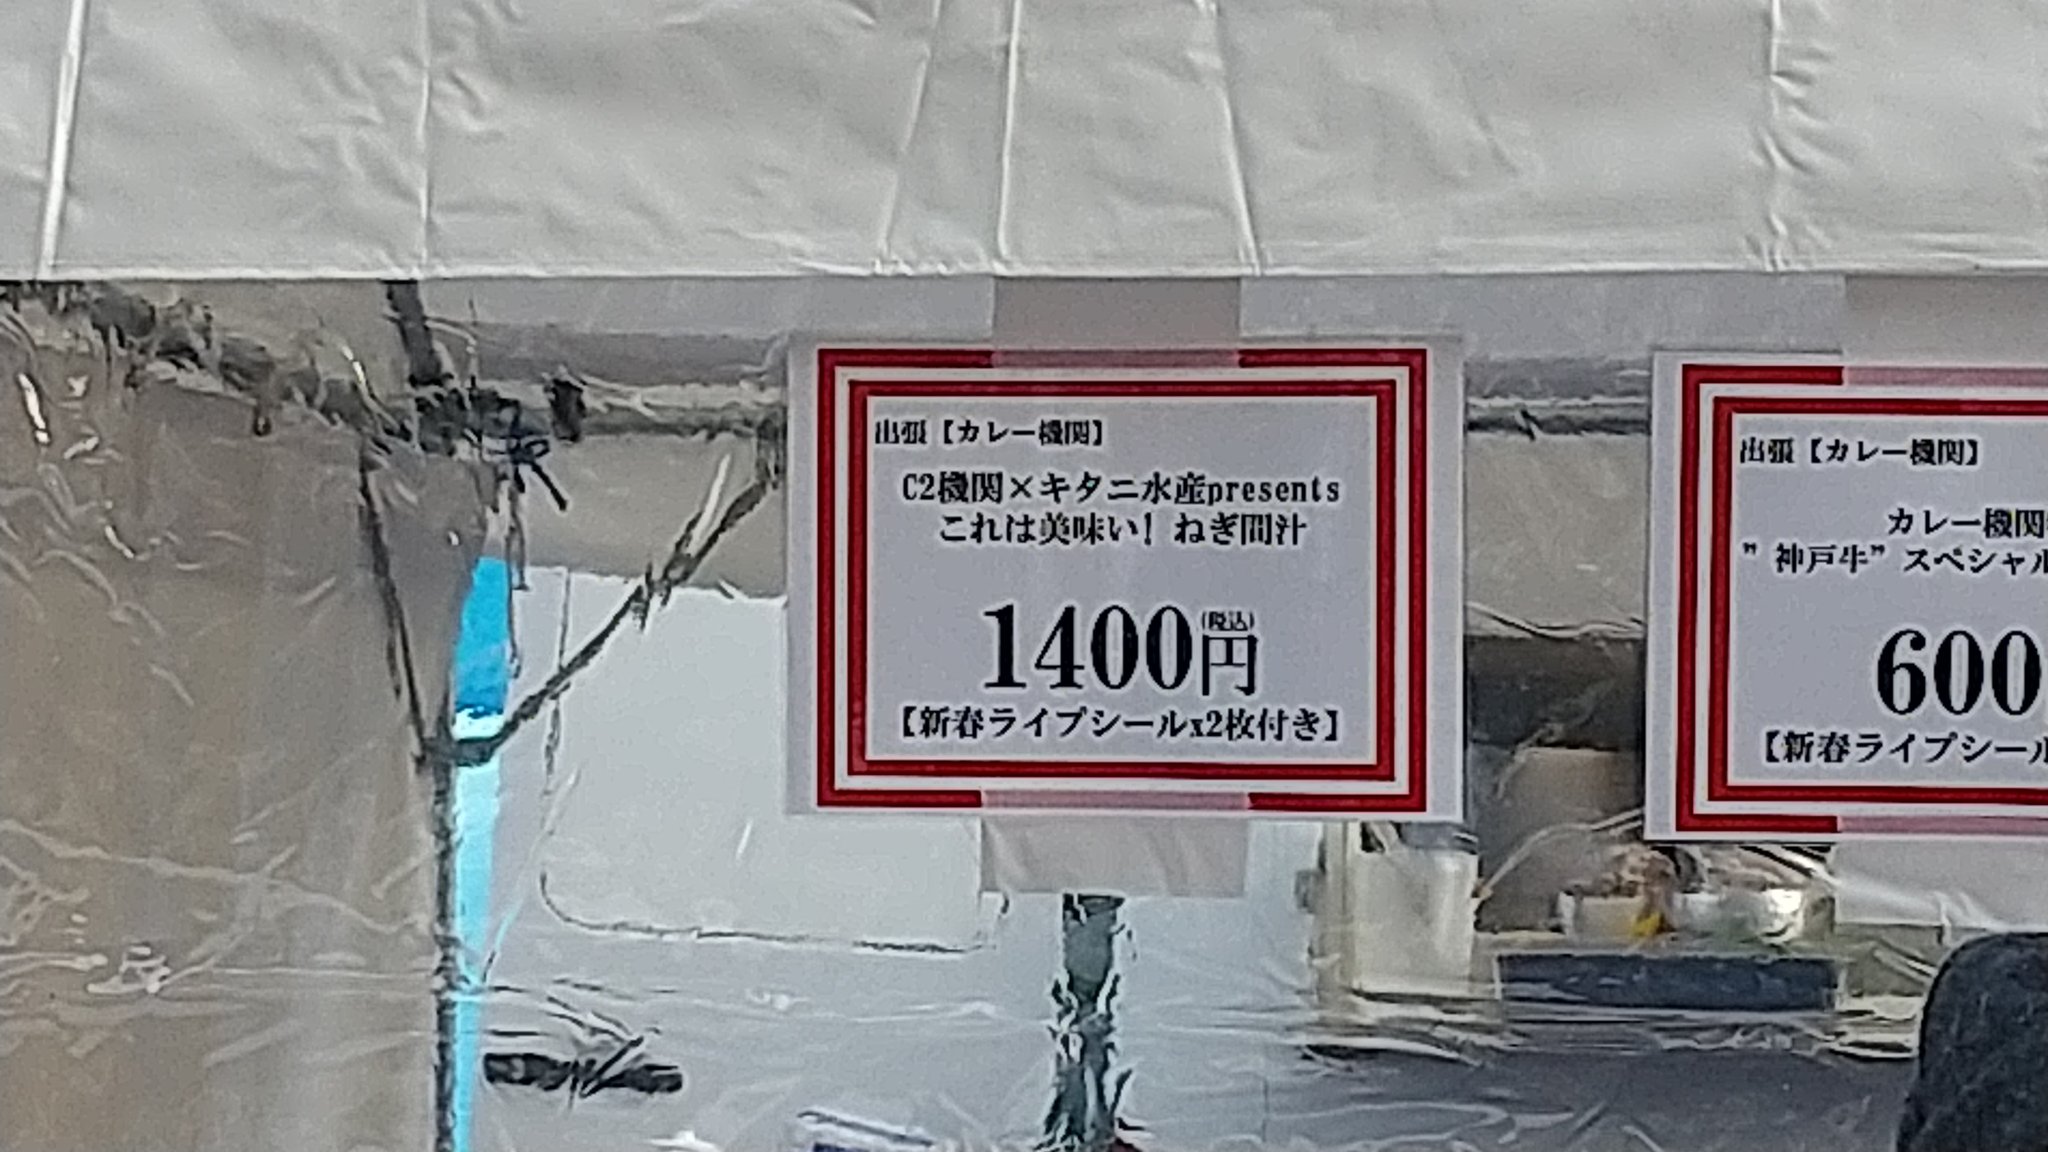 出張【カレー機関】
C2機関×キタニ水産presents
これは美味い！ねぎ間汁
1400円(税込)
【新春ライブシールx2枚付き】
出張【カレー機関】
カレー機関
”神戸牛”スペシャル
600
【新春ライブシール